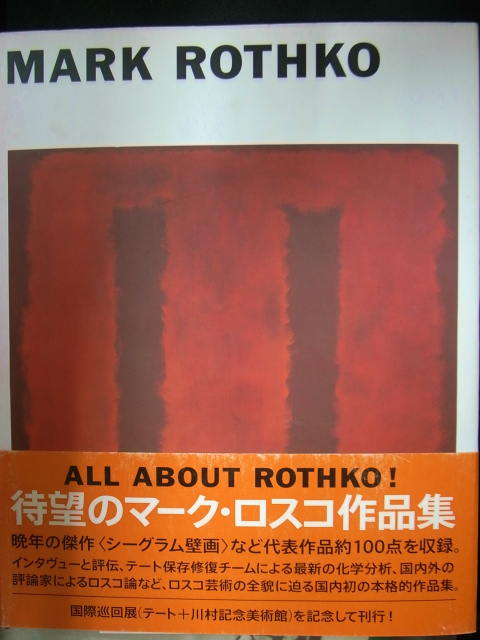 MARK ROTHKO
ALL ABOUT ROTHKO!
待望のマーク・ロスコ作品集
晩年の傑作〈シーグラム壁画〉など代表作品約100点を収録。
インタヴューと評伝、テート保存修復チームによる最新の化学分析、国内外の
評論家によるロスコ論など、ロスコ芸術の全貌に迫る国内初の本格的作品集。
国際巡回展(テート+川村記念美術館)を記念して刊行!